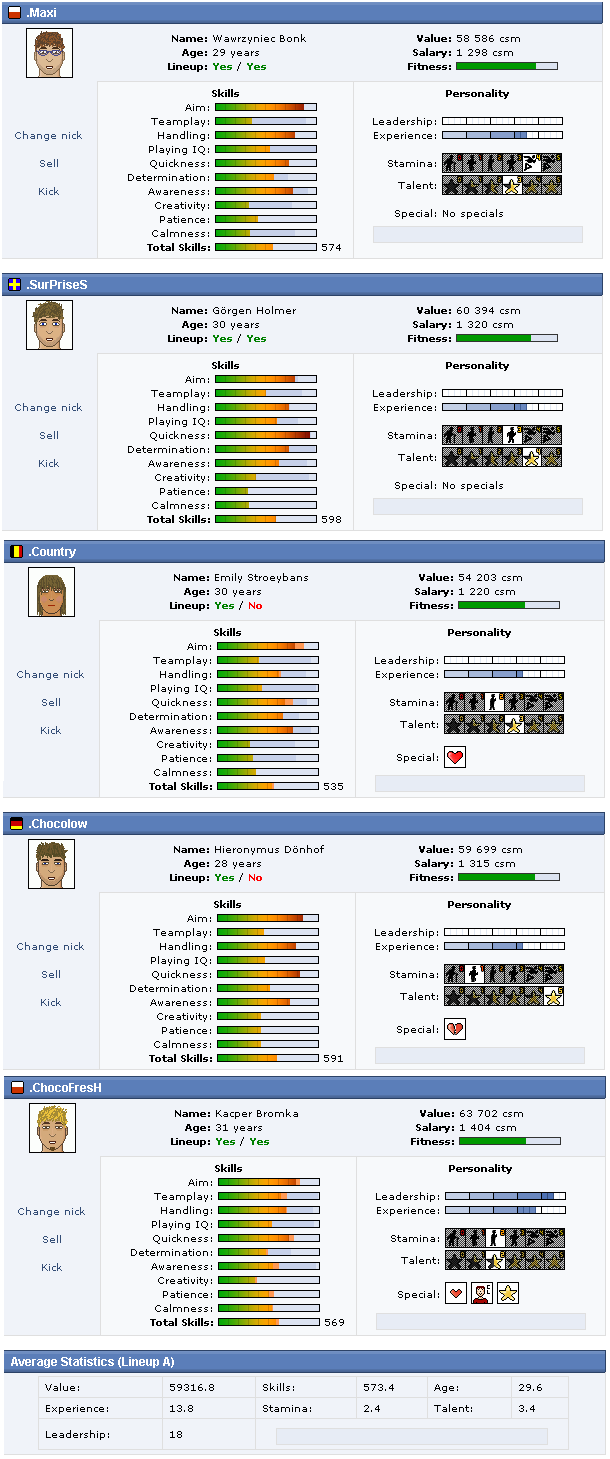 .Maxi
Name: Wawrzyniec Bonk
Age: 29 years
Lineup: Yes / Yes
Value: 58 586 csm
Salary: 1 298 csm
Fitness:
Change nick
Sell
Kick
Skills
Aim:
Teamplay:
Handling:
Playing IQ:
Quickness:
Determination:
Awareness:
Creativity:
Patience:
Calmness:
Total Skills: 574
Personality
Leadership:
Experience:
Stamina:
Talent:
Special: No specials
.SurPriseS
Name: Görgen Holmer
Age: 30 years
Lineup: Yes / Yes
Value: 60 394 csm
Salary: 1 320 csm
Fitness:
Change nick
Sell
Kick
Skills
Aim:
Teamplay:
Handling:
Playing IQ:
Quickness:
Determination:
Awareness:
Creativity:
Patience:
Calmness:
Total Skills: 598
Personality
Leadership:
Experience:
Stamina:
Talent:
Special: No specials
.Country
Name: Emily Stroeybans
Age: 30 years
Lineup: Yes / No
Value: 54 203 csm
Salary: 1 220 csm
Fitness:
Change nick
Sell
Kick
Skills
Aim:
Teamplay:
Handling:
Playing IQ:
Quickness:
Determination:
Awareness:
Creativity:
Patience:
Calmness:
Total Skills: 535
Personality
Leadership:
Experience:
Stamina:
Talent:
Special:
.Chocolow
Name: Hieronymus Dönhof
Age: 28 years
Lineup: Yes / No
Value: 59 699 csm
Salary: 1 315 csm
Fitness:
Change nick
Sell
Kick
Skills
Aim:
Teamplay:
Handling:
Playing IQ:
Quickness:
Determination:
Awareness:
Creativity:
Patience:
Calmness:
Total Skills: 591
Personality
Leadership:
Experience:
Stamina:
Talent:
Special:
.ChocoFresH
Name: Kacper Bromka
Age: 31 years
Lineup: Yes / Yes
Value: 63 702 csm
Salary: 1 404 csm
Fitness:
Change nick
Sell
Kick
Skills
Aim:
Teamplay:
Handling:
Playing IQ:
Quickness:
Determination:
Awareness:
Creativity:
Patience:
Calmness:
Total Skills: 569
Personality
Leadership:
Experience:
Stamina:
Talent:
Special:
Average Statistics (Lineup A)
Value: 59316.8 Skills: 573.4 Age: 29.6
Experience: 13.8 Stamina: 2.4 Talent: 3.4
Leadership: 18